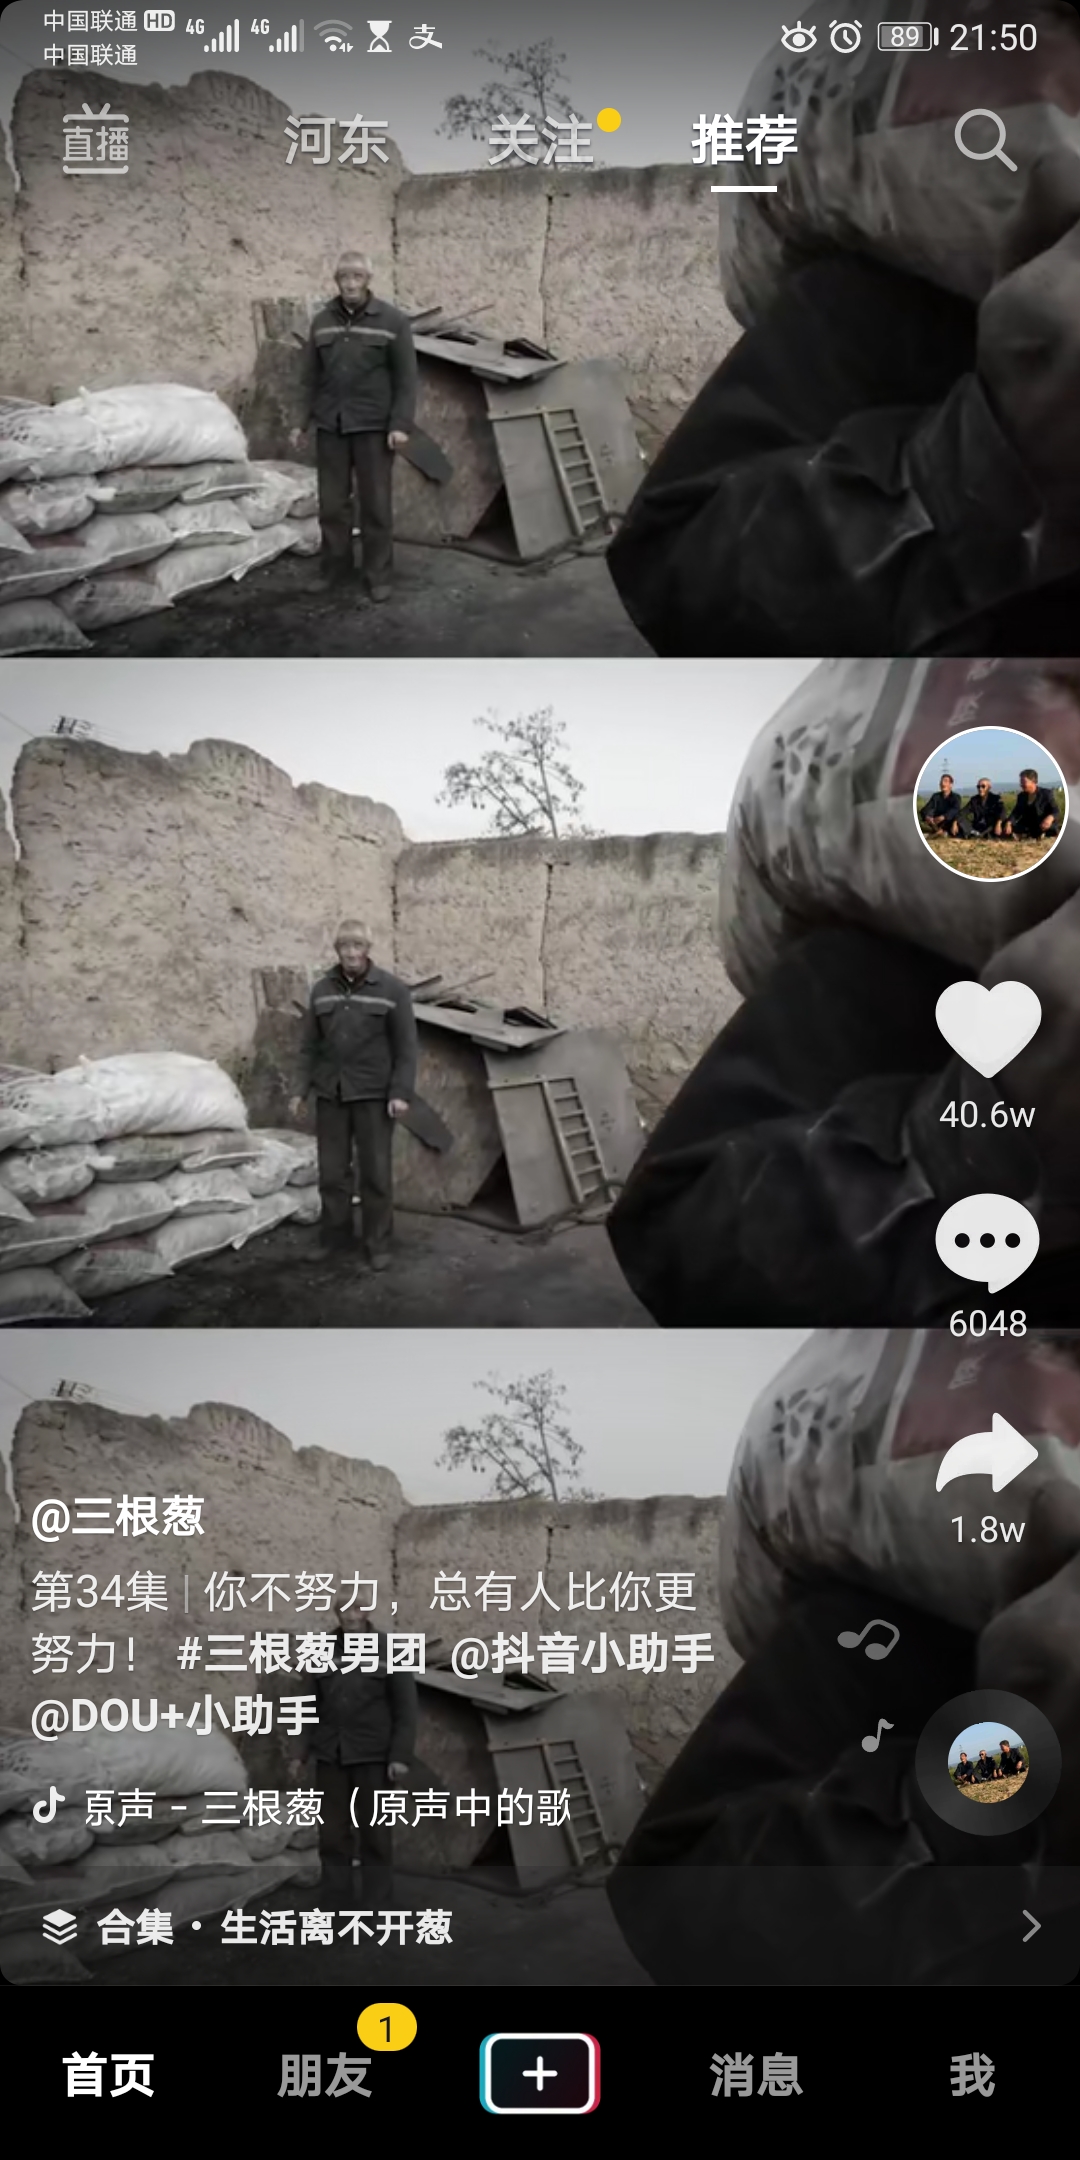 中国联通 HD 4G 4G 支 89 21:50
中国联通
直播 河东 关注 推荐
40.6w
6048
1.8w
@三根葱
第34集 | 你不努力，总有人比你更
努力！ #三根葱男团 @抖音小助手
@DOU+小助手
原声 - 三根葱（原声中的歌
合集 · 生活离不开葱
1
首页 朋友 消息 我